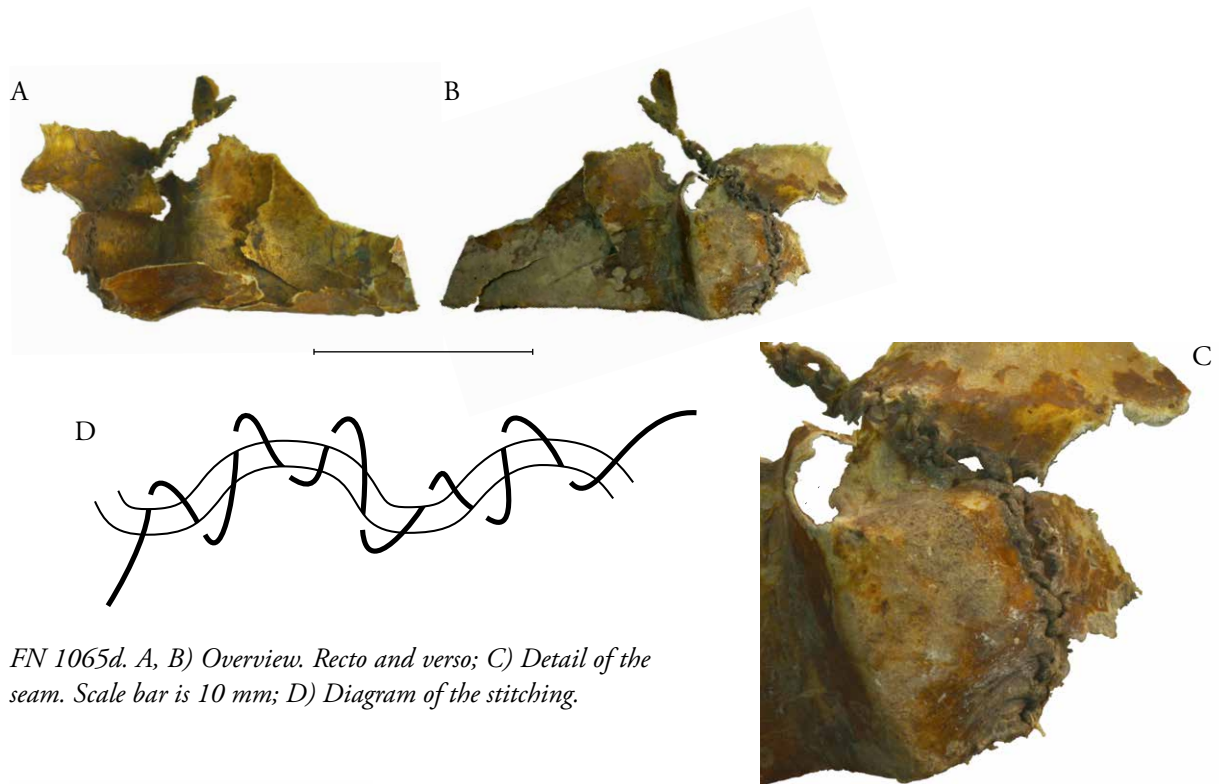 A
B
C
D
FN 1065d. A, B) Overview. Recto and verso; C) Detail of the
seam. Scale bar is 10 mm; D) Diagram of the stitching.